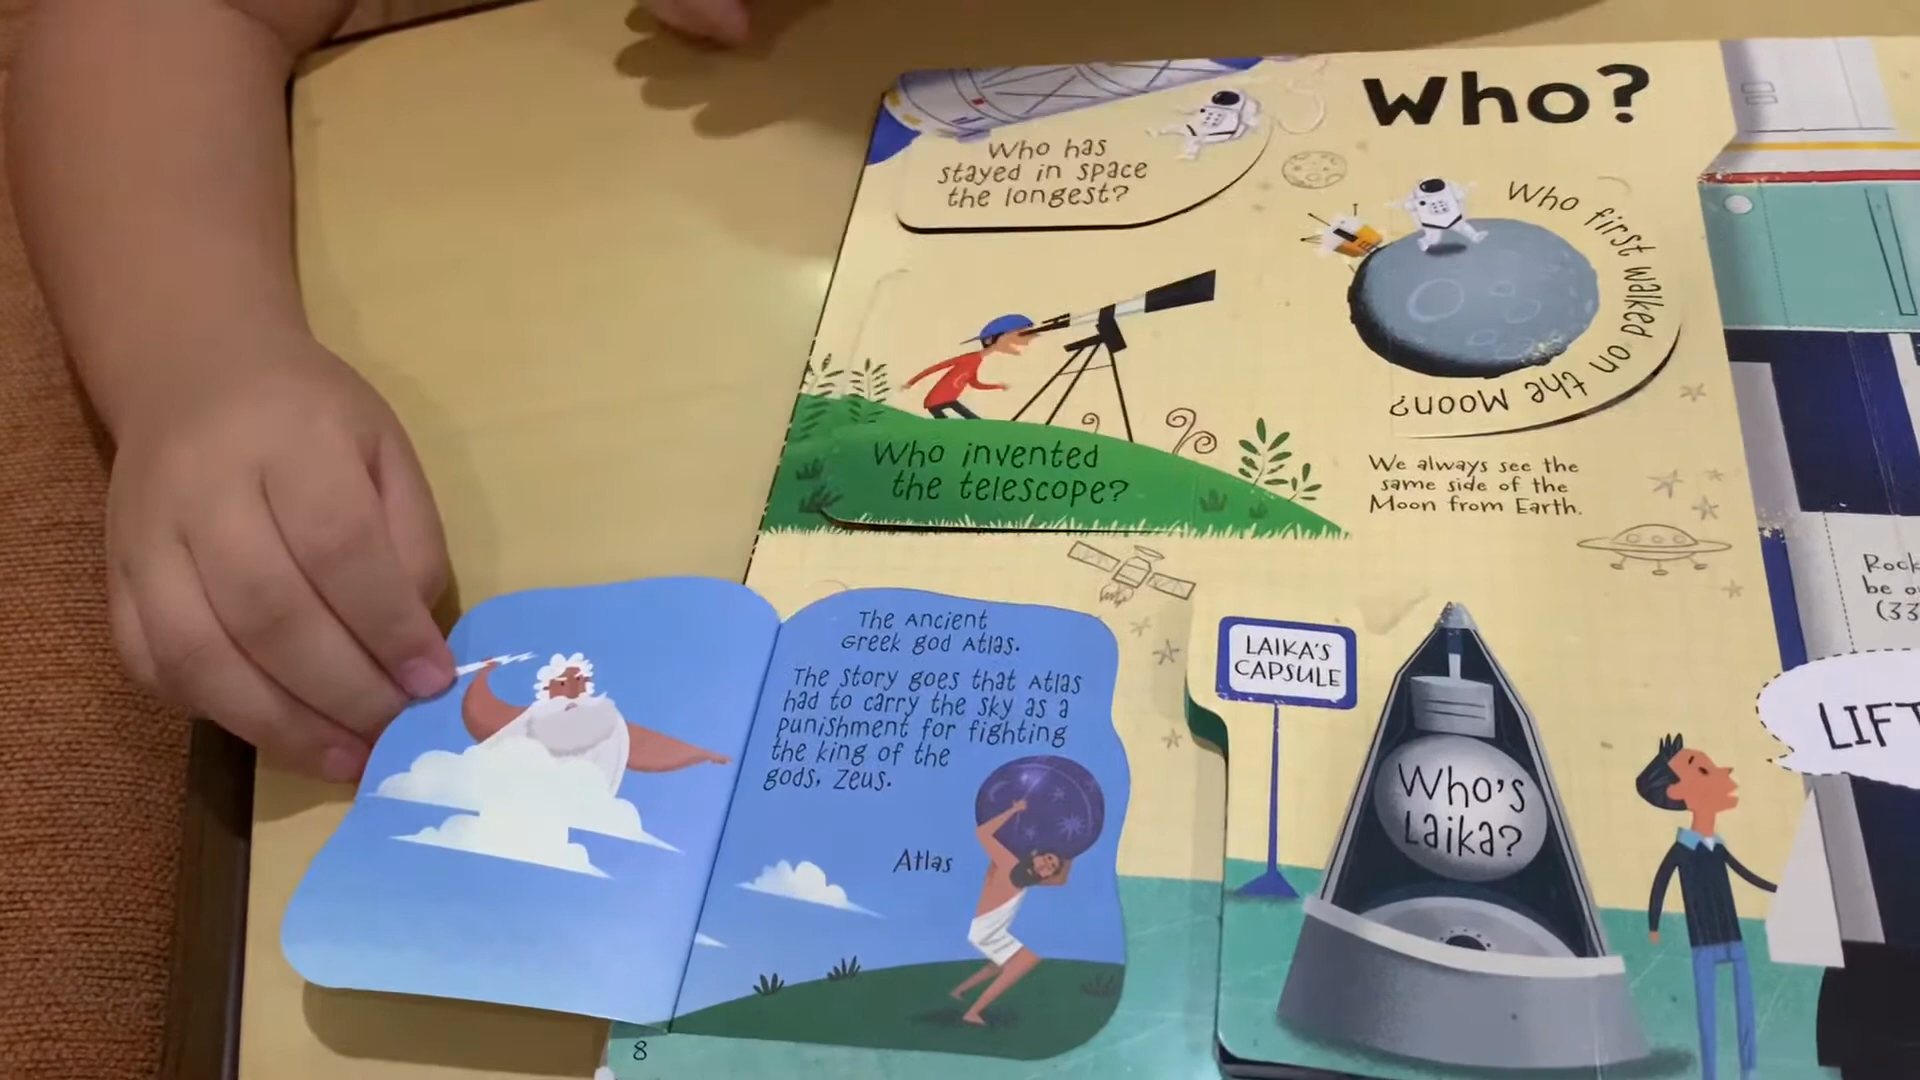 Who?
Who has
stayed in space
the longest?
Who first walked on the Moon?
Who invented
the telescope?
We always see the
same side of the
Moon from Earth.
The Ancient
Greek god Atlas.
The story goes that Atlas
had to carry the sky as a
punishment for fighting
the king of the
gods, Zeus.
Atlas
8
LAIKA'S
CAPSULE
Who's
Laika?
be
(33